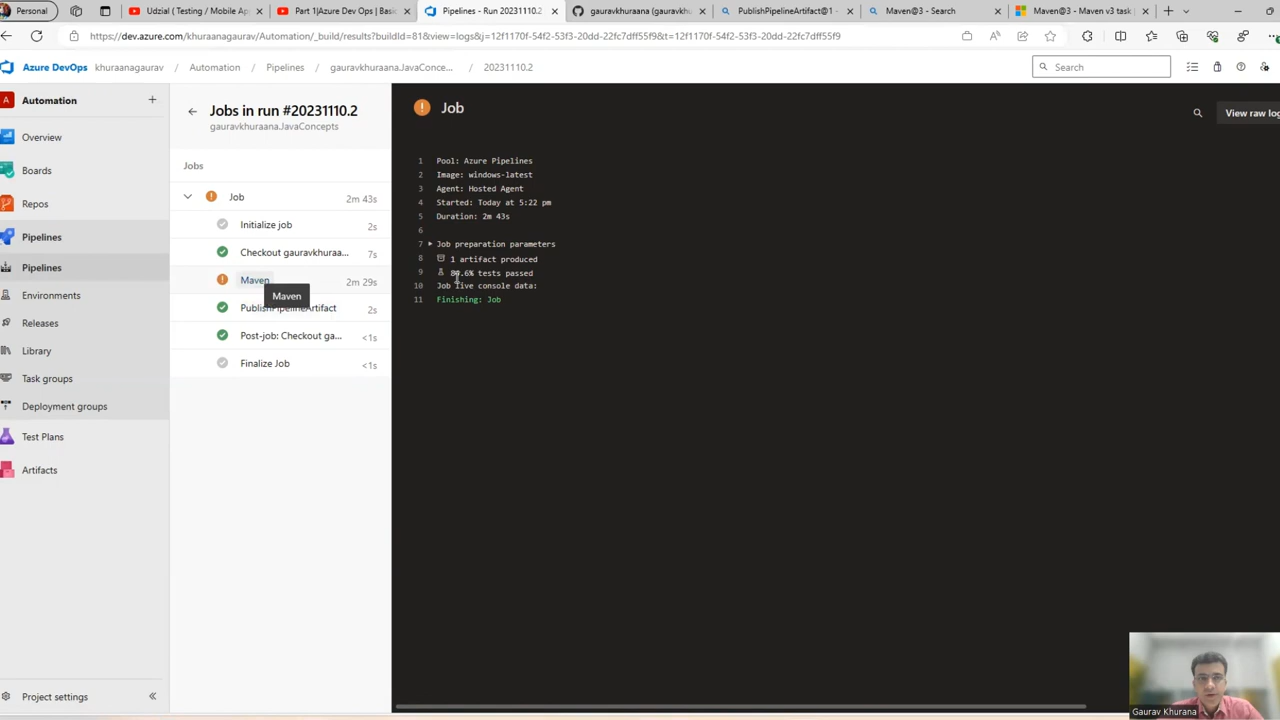 Personal
Udzial ( Testing / Mobile Ap
Part 1|Azure Dev Ops | Basic
Pipelines - Run 20231110.2
gauravkhuraana (gauravkhu
PublishPipelineArtifact@1 -
Maven@3 - Search
Maven@3 - Maven v3 task
https://dev.azure.com/khuraanagaurav/Automation/_build/results?buildId=81&view=logs&j=12f1170f-54f2-53f3-20dd-22fc7dff55f9&t=12f1170f-54f2-53f3-20dd-22fc7dff55f9
Azure DevOps
khuraanagaurav / Automation / Pipelines / gauravkhuraana.JavaConce... / 20231110.2
Search
A Automation
Overview
Boards
Repos
Pipelines
Pipelines
Environments
Releases
Library
Task groups
Deployment groups
Test Plans
Artifacts
Project settings
Jobs in run #20231110.2
gauravkhuraana.JavaConcepts
Jobs
Job 2m 43s
Initialize job 2s
Checkout gauravkhuraa... 7s
Maven 2m 29s
Maven
PublishPipelineArtifact 2s
Post-job: Checkout ga... <1s
Finalize Job <1s
Job
View raw log
1 Pool: Azure Pipelines
2 Image: windows-latest
3 Agent: Hosted Agent
4 Started: Today at 5:22 pm
5 Duration: 2m 43s
6
7 Job preparation parameters
8 1 artifact produced
9 tests passed
10 Job live console data:
11 Finishing: Job
Gaurav Khurana